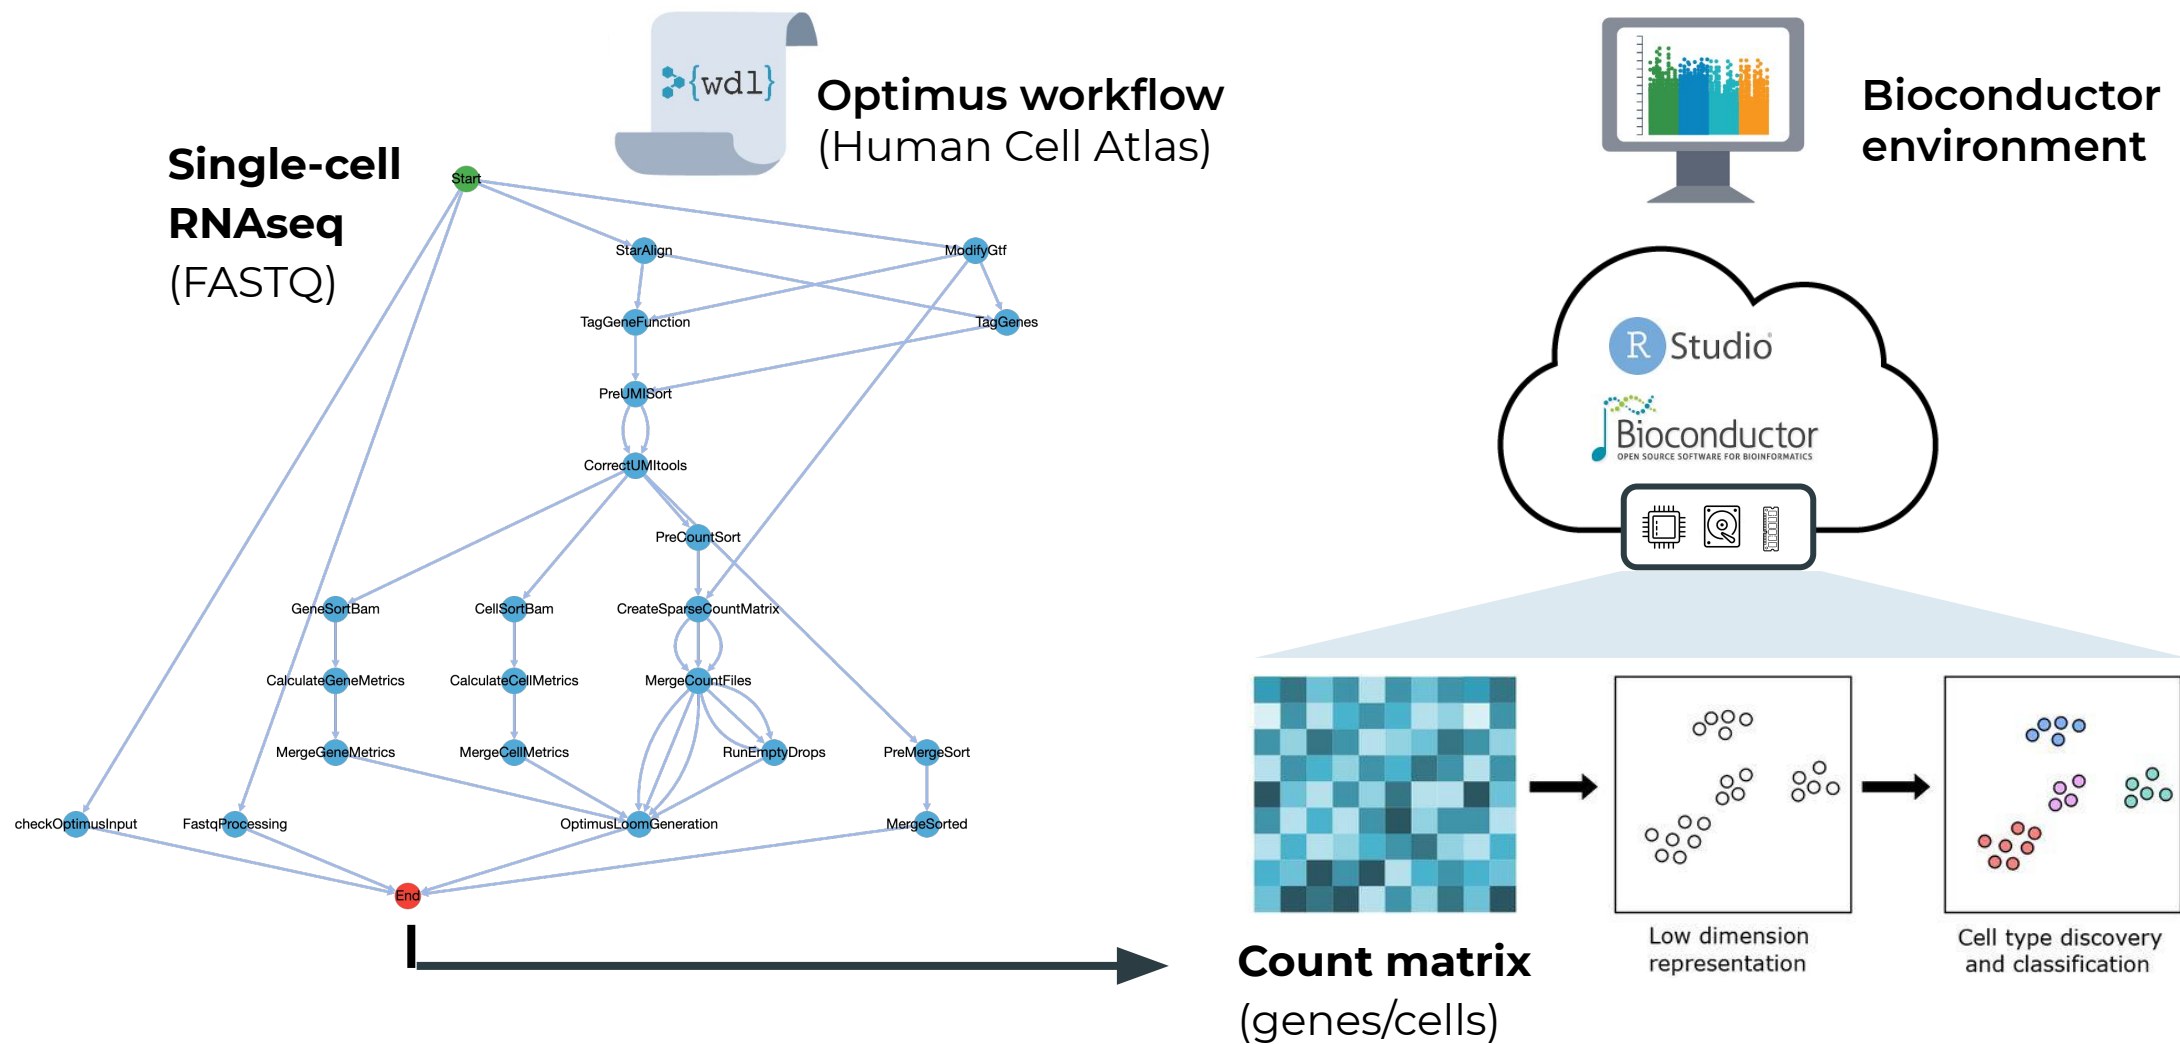 {wdl}
Optimus workflow
(Human Cell Atlas)
Single-cell
RNAseq
(FASTQ)
Start
StarAlign
ModifyGtf
TagGeneFunction
TagGenes
PreUMISort
CorrectUMItools
PreCountSort
GeneSortBam
CellSortBam
CreateSparseCountMatrix
CalculateGeneMetrics
CalculateCellMetrics
MergeCountFiles
MergeGeneMetrics
MergeCellMetrics
RunEmptyDrops
PreMergeSort
checkOptimusInput
FastqProcessing
OptimusLoomGeneration
MergeSorted
End
Bioconductor
environment
R Studio
Bioconductor
OPEN SOURCE SOFTWARE FOR BIOINFORMATICS
Count matrix
(genes/cells)
Low dimension
representation
Cell type discovery
and classification